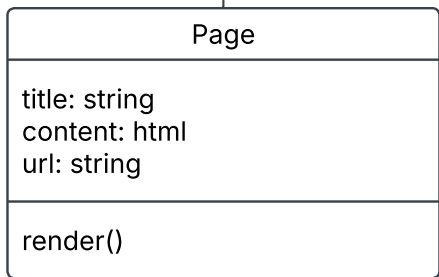 Page
title: string
content: html
url: string
render()